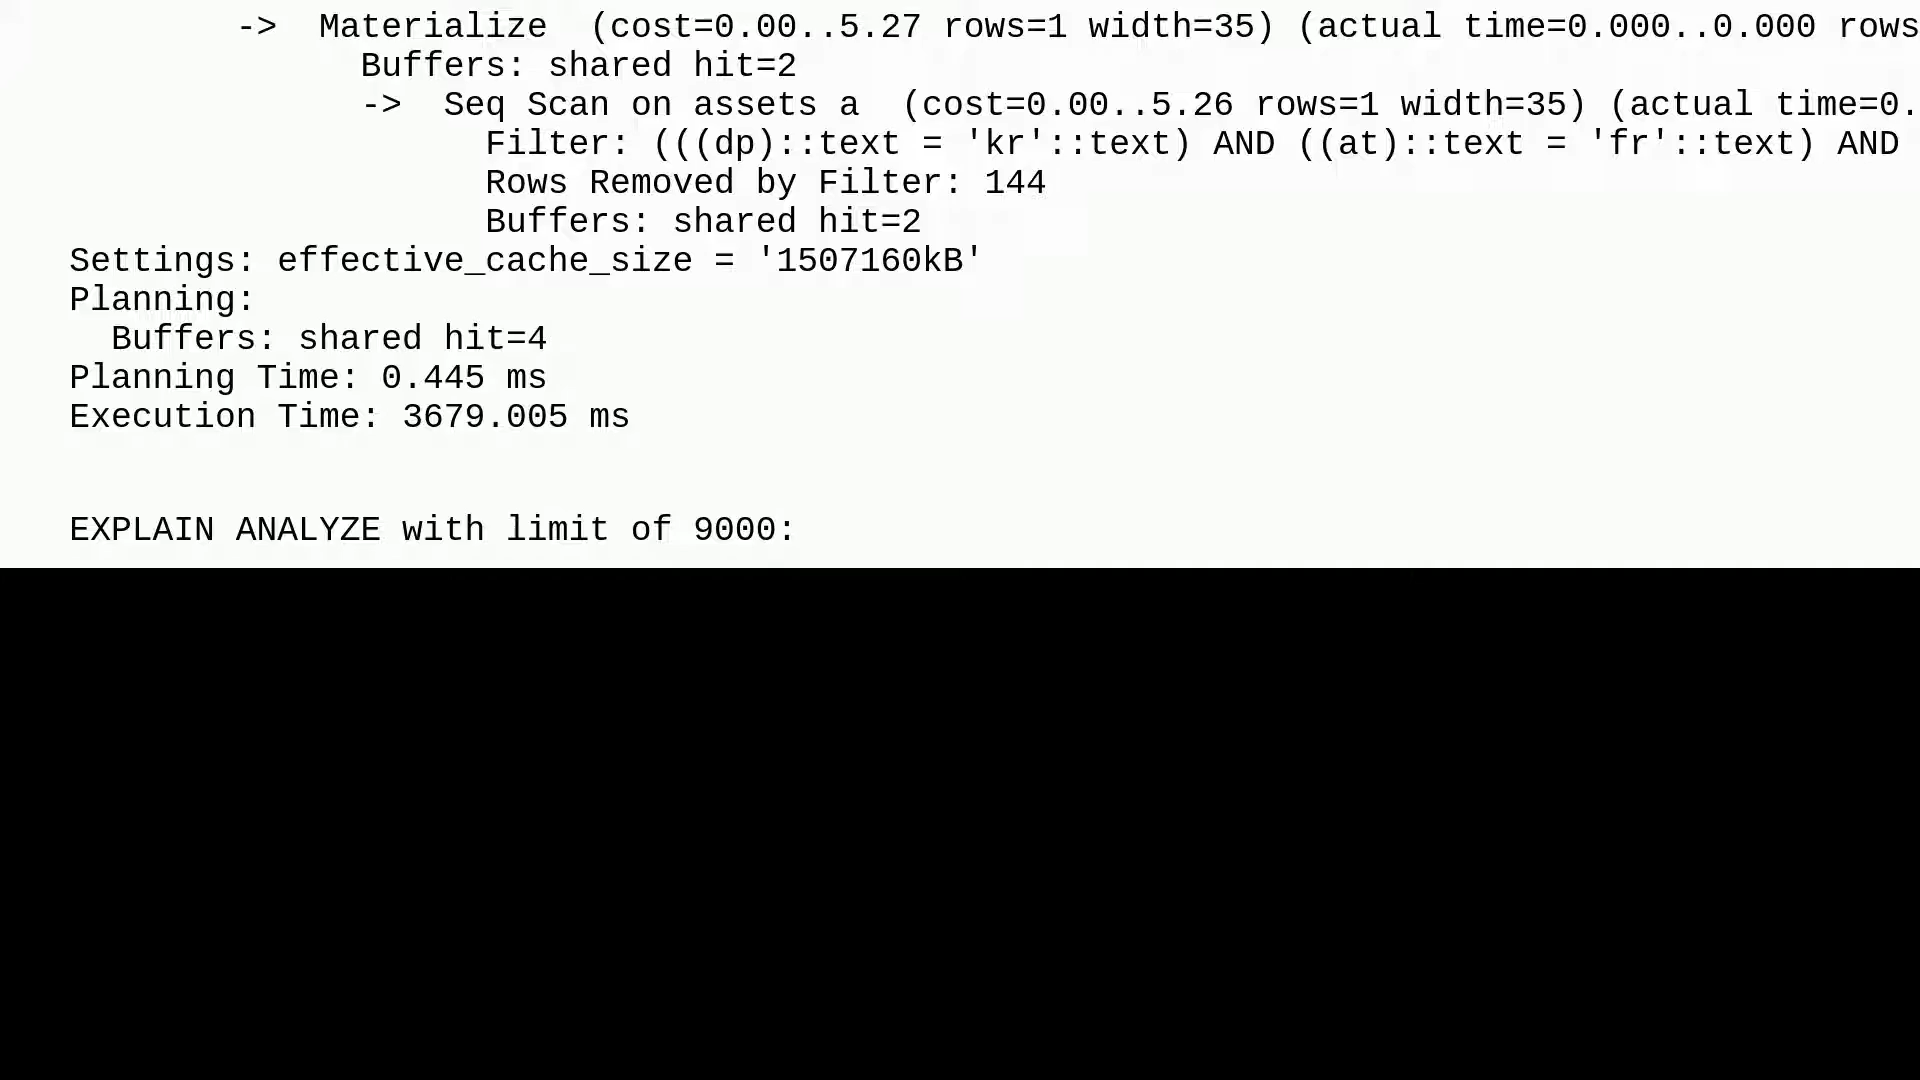 ->  Materialize  (cost=0.00..5.27 rows=1 width=35) (actual time=0.000..0.000 rows
Buffers: shared hit=2
->  Seq Scan on assets a  (cost=0.00..5.26 rows=1 width=35) (actual time=0.
Filter: (((dp)::text = 'kr'::text) AND ((at)::text = 'fr'::text) AND
Rows Removed by Filter: 144
Buffers: shared hit=2
Settings: effective_cache_size = '1507160kB'
Planning:
Buffers: shared hit=4
Planning Time: 0.445 ms
Execution Time: 3679.005 ms
EXPLAIN ANALYZE with limit of 9000: